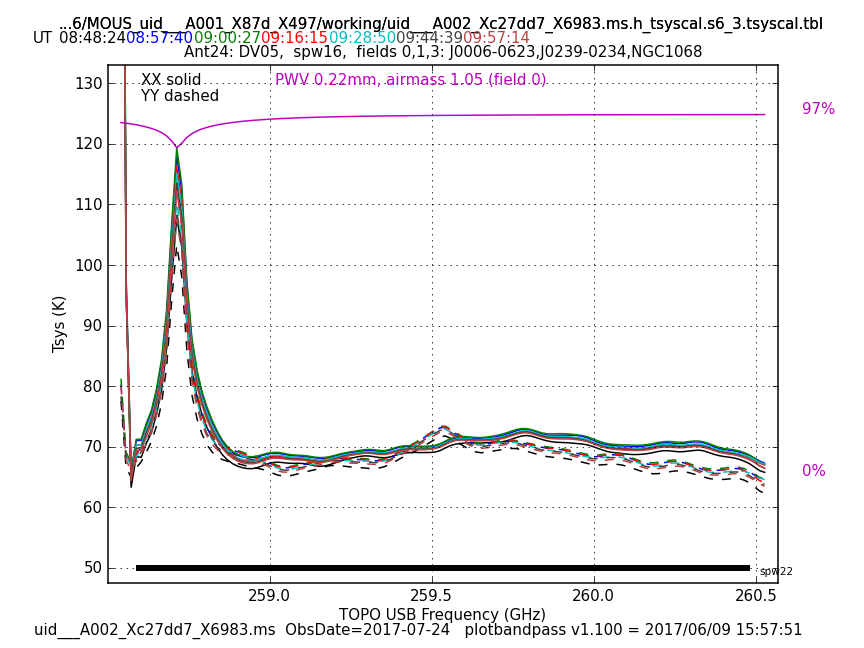 ...6/MOUS_uid___A001_X87d_X497/working/uid___A002_Xc27dd7_X6983.ms.h_tsyscal.s6_3.tsyscal.tbl
UT 08:48:24 08:57:40 09:00:27 09:16:15 09:28:50 09:44:39 09:57:14
Ant24: DV05,  spw16,  fields 0,1,3: J0006-0623,J0239-0234,NGC1068
XX solid
YY dashed
PWV 0.22mm, airmass 1.05 (field 0)
97%
0%
130
120
110
100
90
80
70
60
50
Tsys (K)
spw22
259.0 259.5 260.0 260.5
TOPO USB Frequency (GHz)
uid___A002_Xc27dd7_X6983.ms  ObsDate=2017-07-24   plotbandpass v1.100 = 2017/06/09 15:57:51